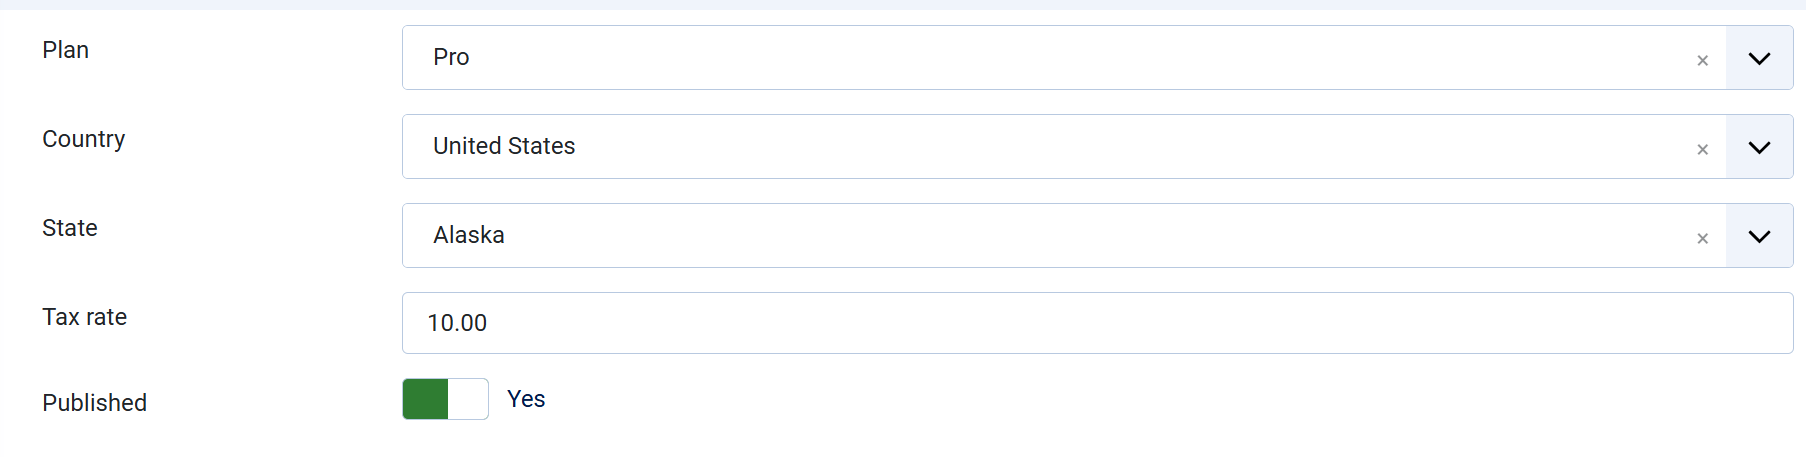 Plan
Pro
Country
United States
State
Alaska
Tax rate
10.00
Published
Yes